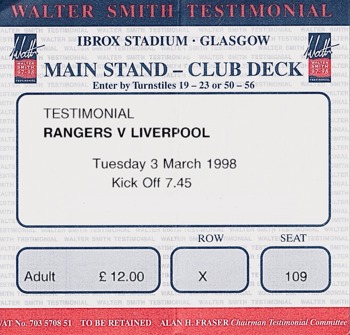 WALTER SMITH TESTIMONIAL
IBROX STADIUM · GLASGOW
MAIN STAND – CLUB DECK
Enter by Turnstiles 19 – 23 or 50 – 56
TESTIMONIAL
RANGERS V LIVERPOOL
Tuesday 3 March 1998
Kick Off 7.45
ROW SEAT
Adult £ 12.00 X 109
VAT No. 703 5708 51 TO BE RETAINED ALAN H. FRASER Chairman Testimonial Committee